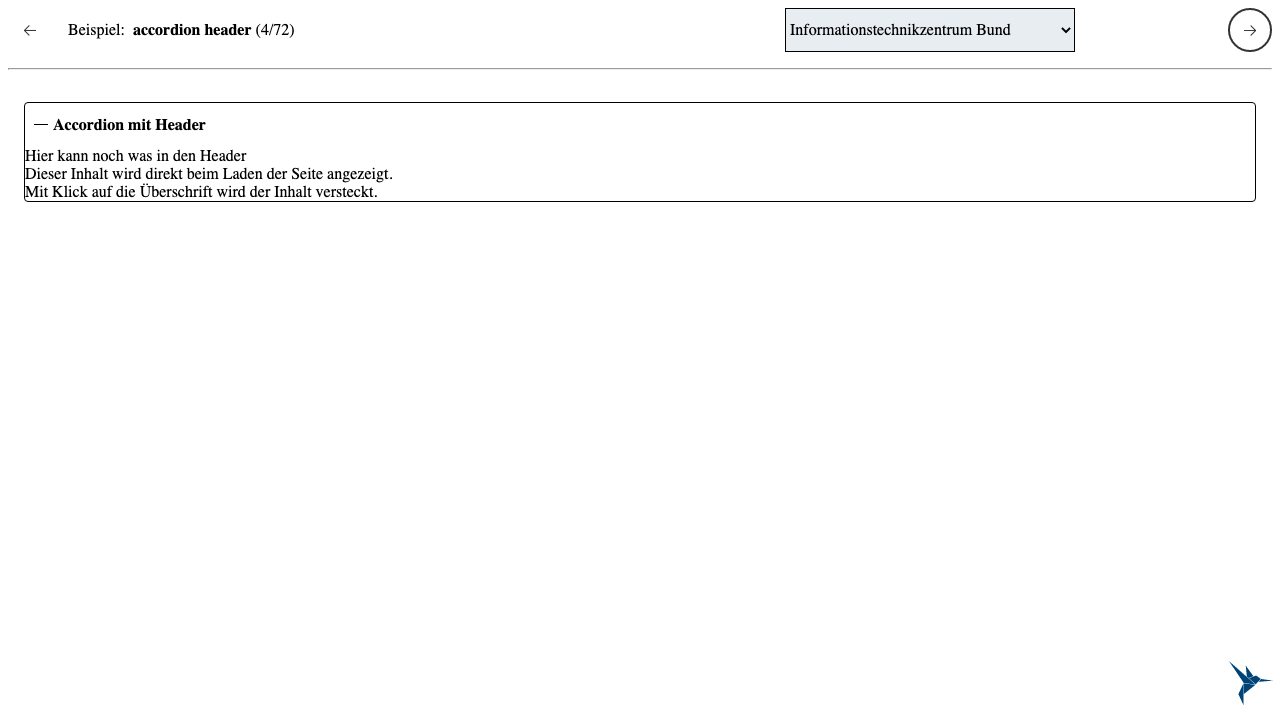 Beispiel: accordion header (4/72)
Informationstechnikzentrum Bund
Accordion mit Header
Hier kann noch was in den Header
Dieser Inhalt wird direkt beim Laden der Seite angezeigt.
Mit Klick auf die Überschrift wird der Inhalt versteckt.